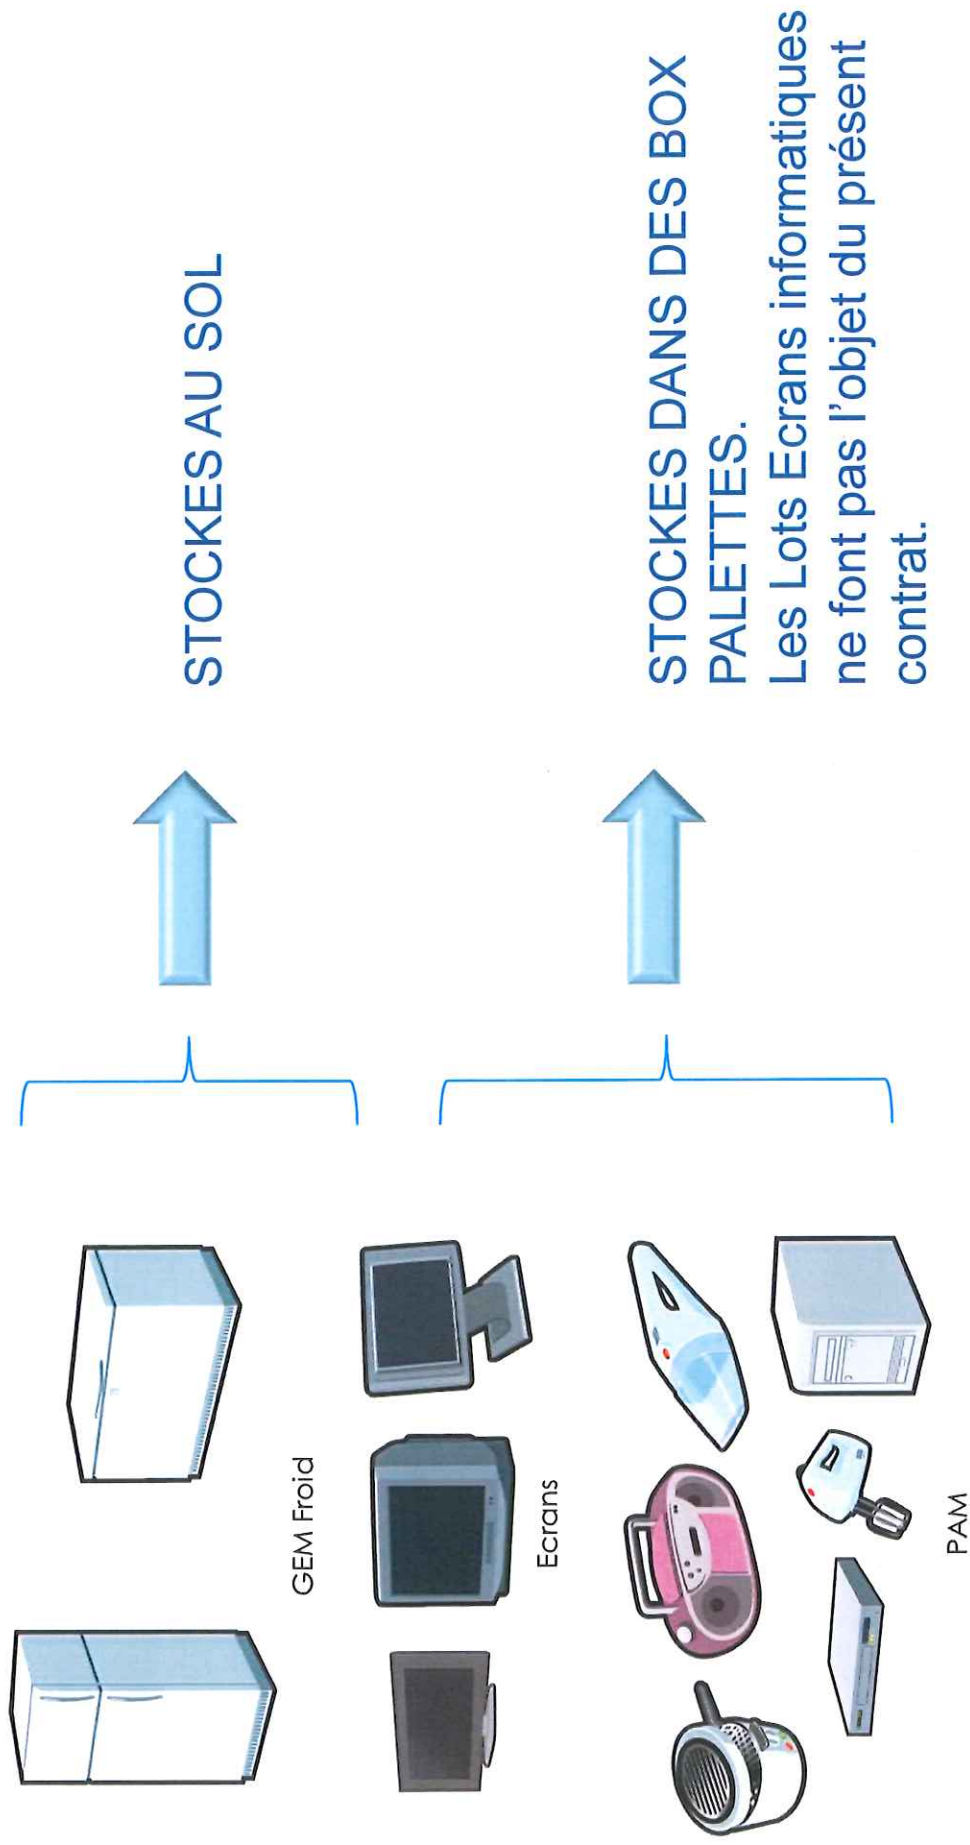 GEM Froid
STOCKES AU SOL
Ecrans
PAM
STOCKES DANS DES BOX
PALETTES.
Les Lots Ecrans informatiques
ne font pas l'objet du présent
contrat.